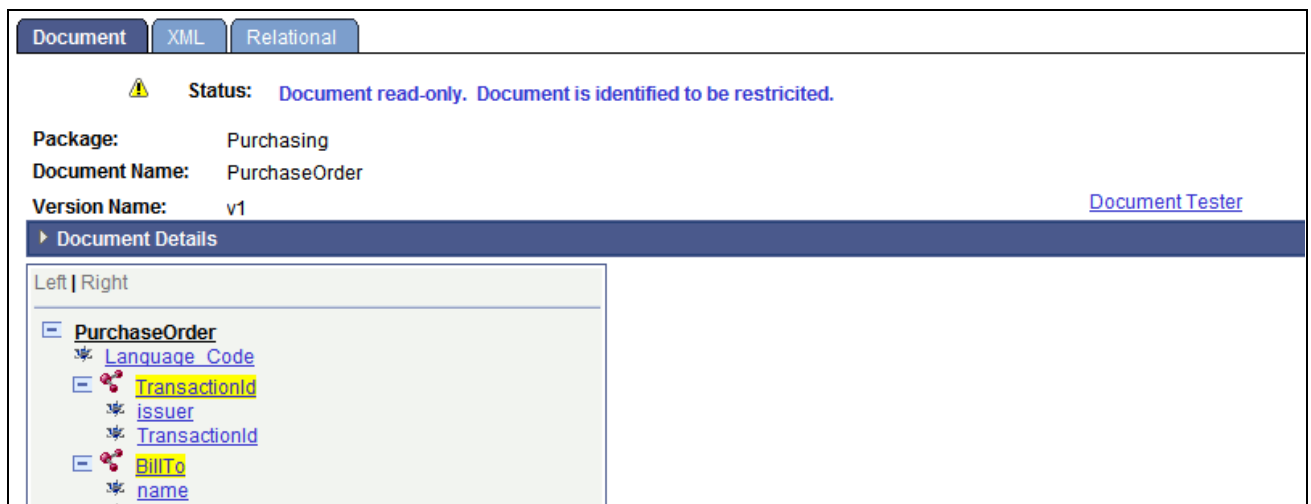 Document XML Relational
Status: Document read-only. Document is identified to be restricited.
Package: Purchasing
Document Name: PurchaseOrder
Version Name: v1 Document Tester
Document Details
Left | Right
PurchaseOrder
Language_Code
TransactionId
issuer
TransactionId
BillTo
name